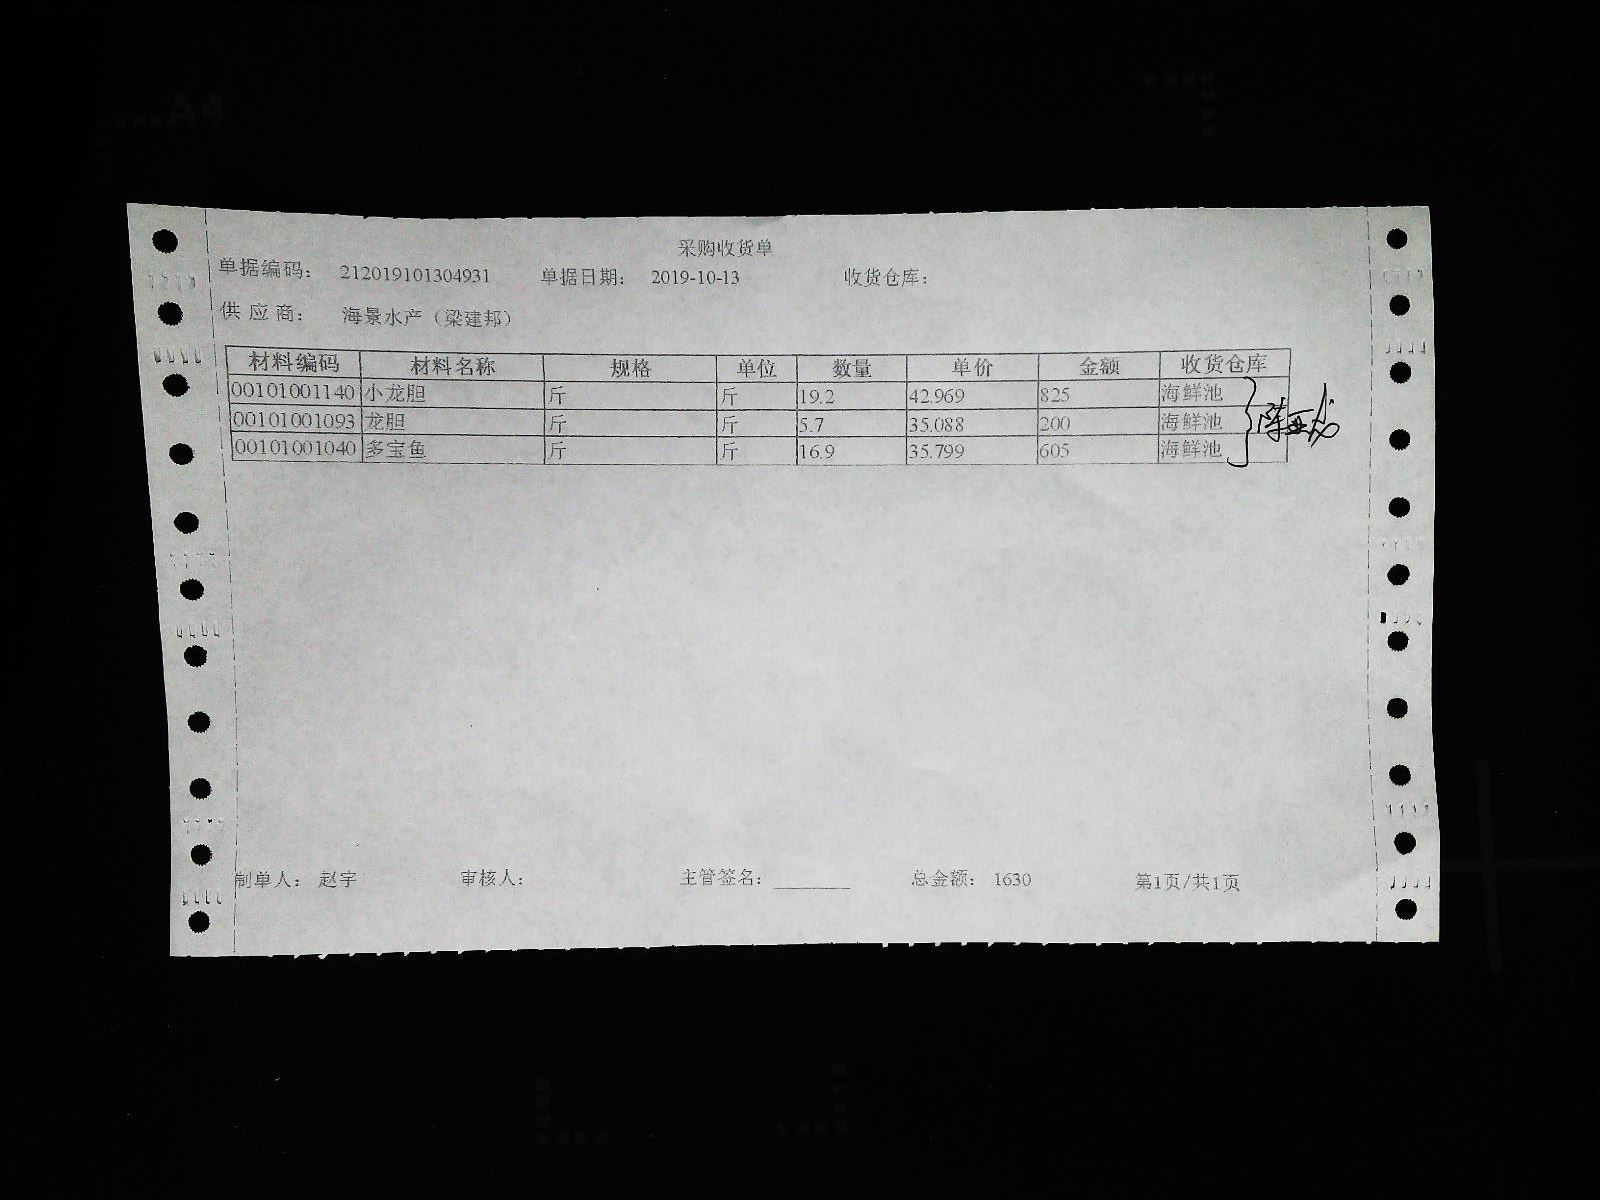 采购收货单
单据编码： 212019101304931 单据日期： 2019-10-13 收货仓库：
供应商： 海景水产（梁建邦）
材料编码 材料名称 规格 单位 数量 单价 金额 收货仓库
00101001140 小龙胆 斤 斤 19.2 42.969 825 海鲜池
00101001093 龙胆 斤 斤 5.7 35.088 200 海鲜池
00101001040 多宝鱼 斤 斤 16.9 35.799 605 海鲜池
制单人： 赵宇 审核人： 主管签名： 总金额： 1630 第1页/共1页